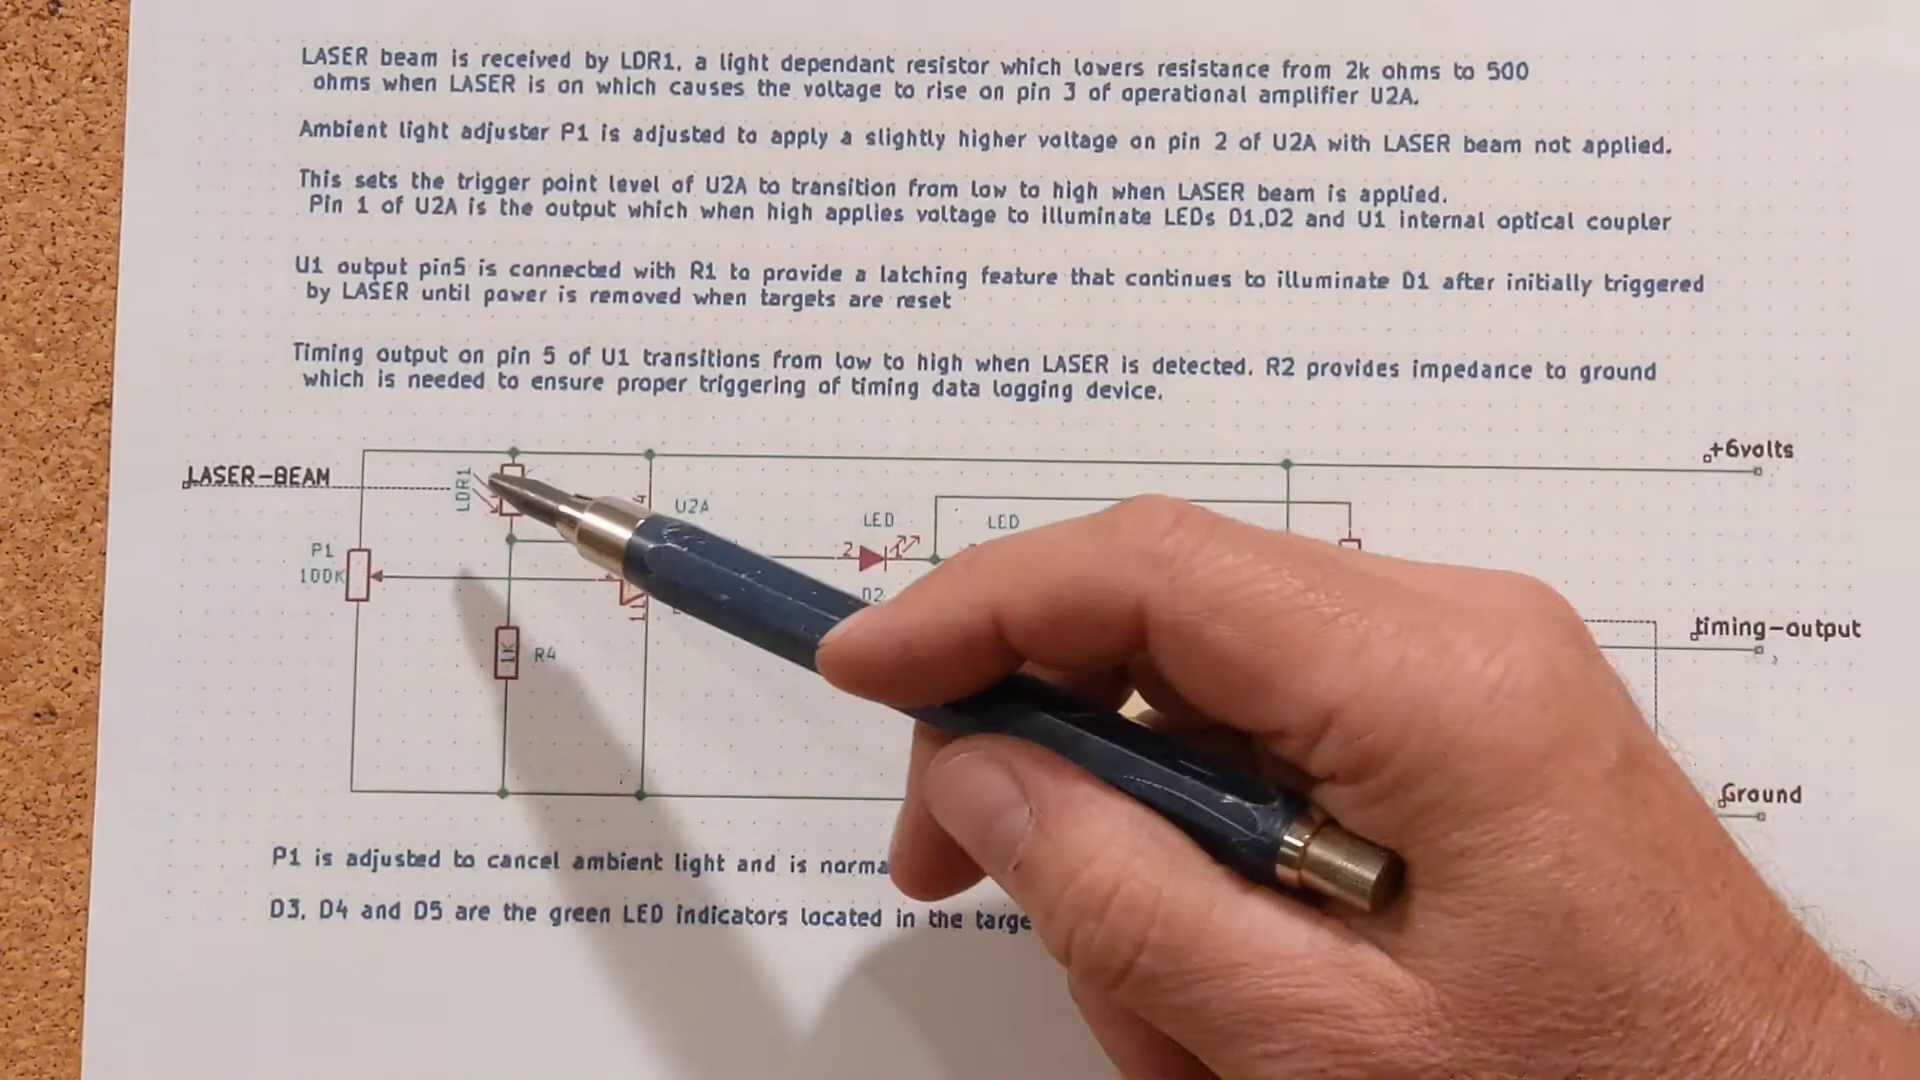 LASER beam is received by LDR1, a light dependant resistor which lowers resistance from 2k ohms to 500
ohms when LASER is on which causes the voltage to rise on pin 3 of operational amplifier U2A.
Ambient light adjuster P1 is adjusted to apply a slightly higher voltage on pin 2 of U2A with LASER beam not applied.
This sets the trigger point level of U2A to transition from low to high when LASER beam is applied.
Pin 1 of U2A is the output which when high applies voltage to illuminate LEDs D1,D2 and U1 internal optical coupler
U1 output pin5 is connected with R1 to provide a latching feature that continues to illuminate D1 after initially triggered
by LASER until power is removed when targets are reset
Timing output on pin 5 of U1 transitions from low to high when LASER is detected. R2 provides impedance to ground
which is needed to ensure proper triggering of timing data logging device.
+6volts
LASER-BEAM
LDR1
4
U2A
LED
LED
P1
100K
2
D2
11
1K
R4
timing-output
Ground
P1 is adjusted to cancel ambient light and is
D3, D4 and D5 are the green LED indicators located in the